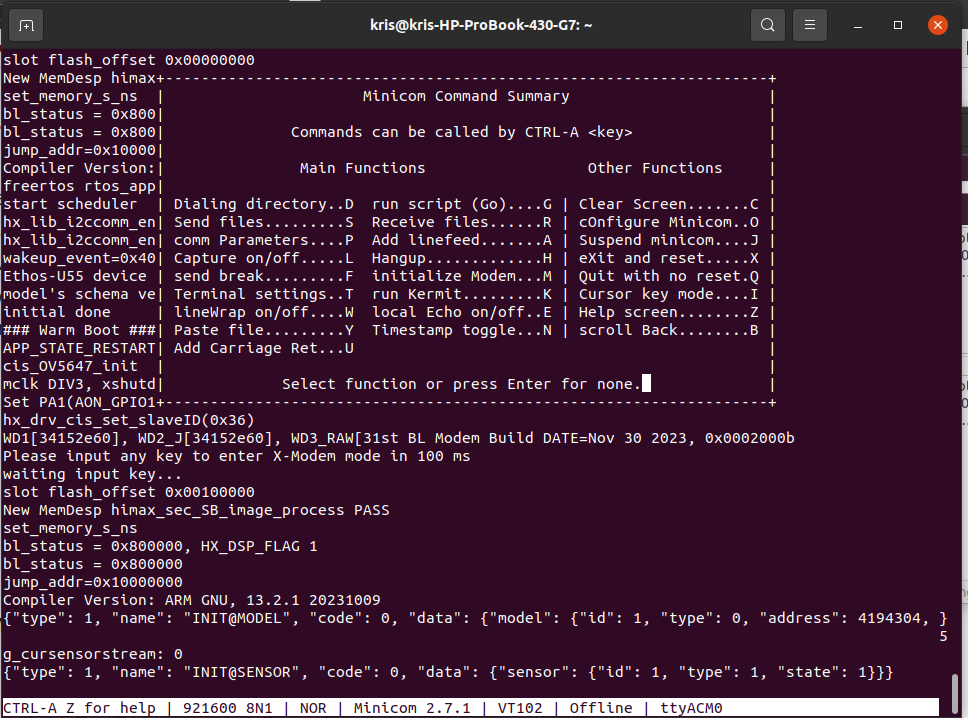 kris@kris-HP-ProBook-430-G7: ~
slot flash_offset 0x00000000
New MemDesp himax+--------------------------------------------------------------------+
set_memory_s_ns | Minicom Command Summary |
bl_status = 0x800| |
bl_status = 0x800| Commands can be called by CTRL-A <key> |
jump_addr=0x10000| |
Compiler Version:| Main Functions Other Functions |
freertos rtos_app| |
start scheduler | Dialing directory..D run script (Go)....G | Clear Screen.......C |
hx_lib_i2ccomm_en| Send files.........S Receive files......R | cOnfigure Minicom..O |
hx_lib_i2ccomm_en| comm Parameters....P Add linefeed.......A | Suspend minicom....J |
wakeup_event=0x40| Capture on/off.....L Hangup.............H | eXit and reset.....X |
Ethos-U55 device | send break.........F initialize Modem...M | Quit with no reset.Q |
model's schema ve| Terminal settings..T run Kermit.........K | Cursor key mode....I |
initial done | lineWrap on/off....W local Echo on/off..E | Help screen........Z |
### Warm Boot ###| Paste file.........Y Timestamp toggle...N | scroll Back........B |
APP_STATE_RESTART| Add Carriage Ret...U |
cis_OV5647_init | |
mclk DIV3, xshutd| Select function or press Enter for none. |
Set PA1(AON_GPIO1+--------------------------------------------------------------------+
hx_drv_cis_set_slaveID(0x36)
WD1[34152e60], WD2_J[34152e60], WD3_RAW[31st BL Modem Build DATE=Nov 30 2023, 0x0002000b
Please input any key to enter X-Modem mode in 100 ms
waiting input key...
slot flash_offset 0x00100000
New MemDesp himax_sec_SB_image_process PASS
set_memory_s_ns
bl_status = 0x800000, HX_DSP_FLAG 1
bl_status = 0x800000
jump_addr=0x10000000
Compiler Version: ARM GNU, 13.2.1 20231009
{"type": 1, "name": "INIT@MODEL", "code": 0, "data": {"model": {"id": 1, "type": 0, "address": 4194304, }
5
g_cursensorstream: 0
{"type": 1, "name": "INIT@SENSOR", "code": 0, "data": {"sensor": {"id": 1, "type": 1, "state": 1}}}
CTRL-A Z for help | 921600 8N1 | NOR | Minicom 2.7.1 | VT102 | Offline | ttyACM0